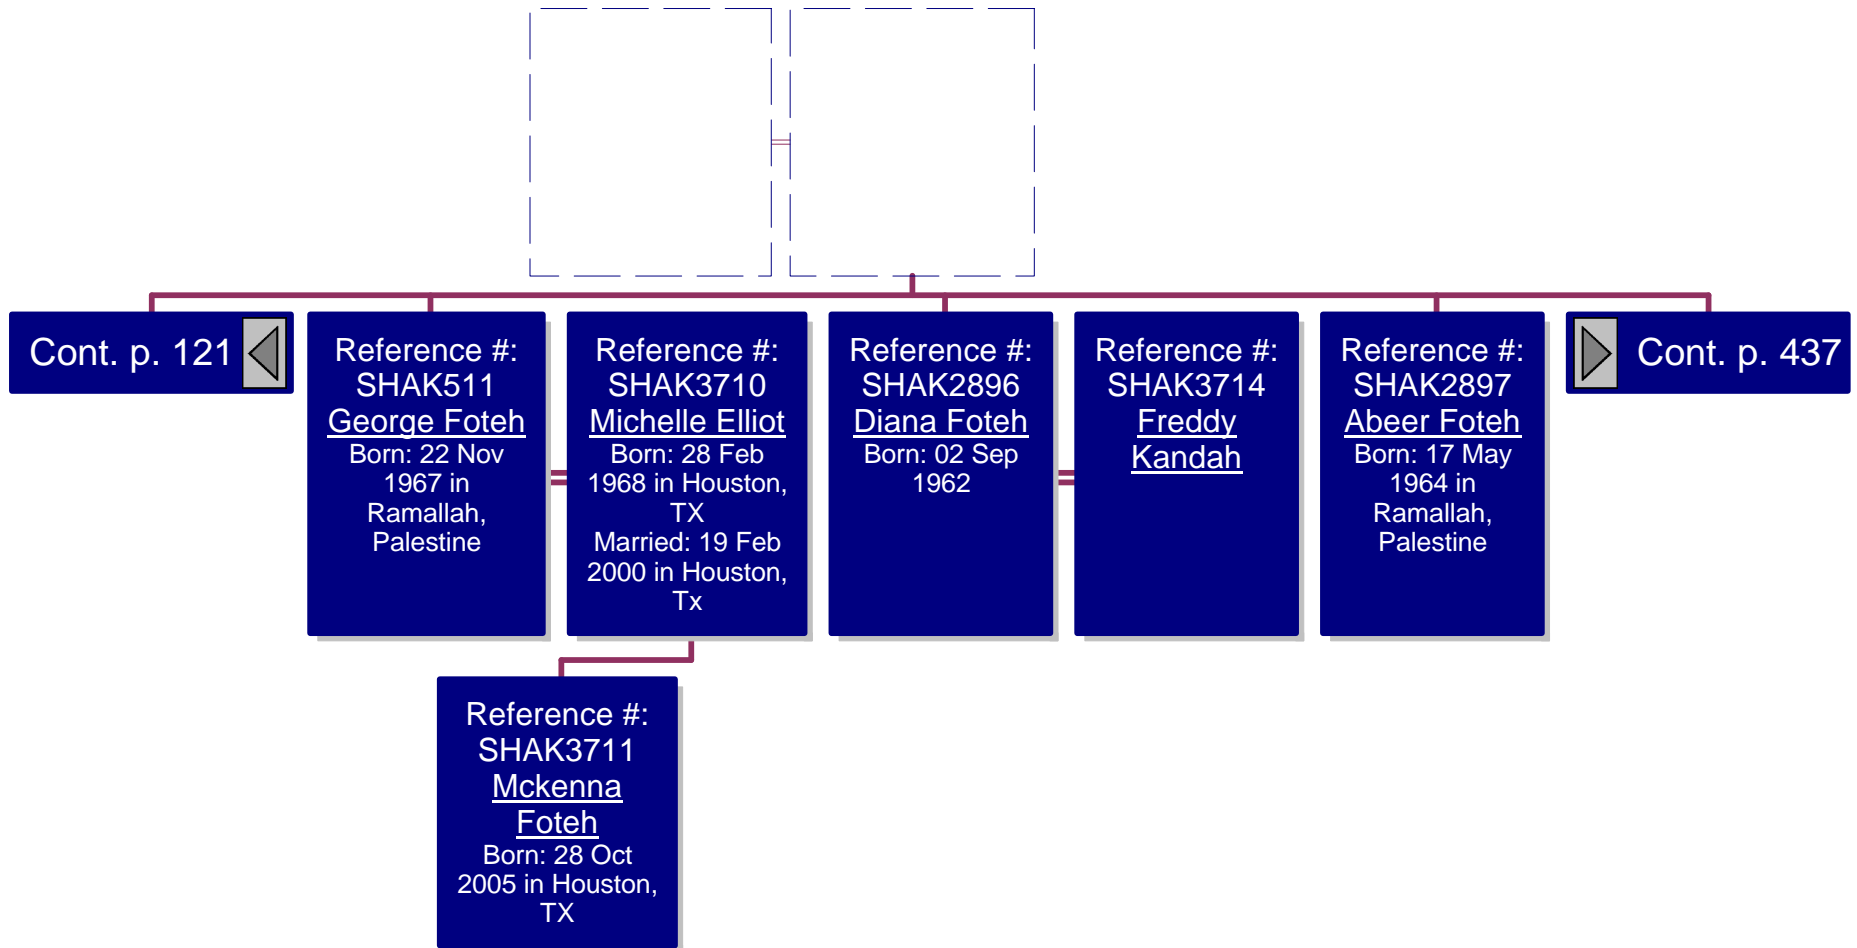 Cont. p. 121
Reference #:
SHAK511
George Foteh
Born: 22 Nov
1967 in
Ramallah,
Palestine
Reference #:
SHAK3710
Michelle Elliot
Born: 28 Feb
1968 in Houston,
TX
Married: 19 Feb
2000 in Houston,
Tx
Reference #:
SHAK2896
Diana Foteh
Born: 02 Sep
1962
Reference #:
SHAK3714
Freddy
Kandah
Reference #:
SHAK2897
Abeer Foteh
Born: 17 May
1964 in
Ramallah,
Palestine
Cont. p. 437
Reference #:
SHAK3711
Mckenna
Foteh
Born: 28 Oct
2005 in Houston,
TX